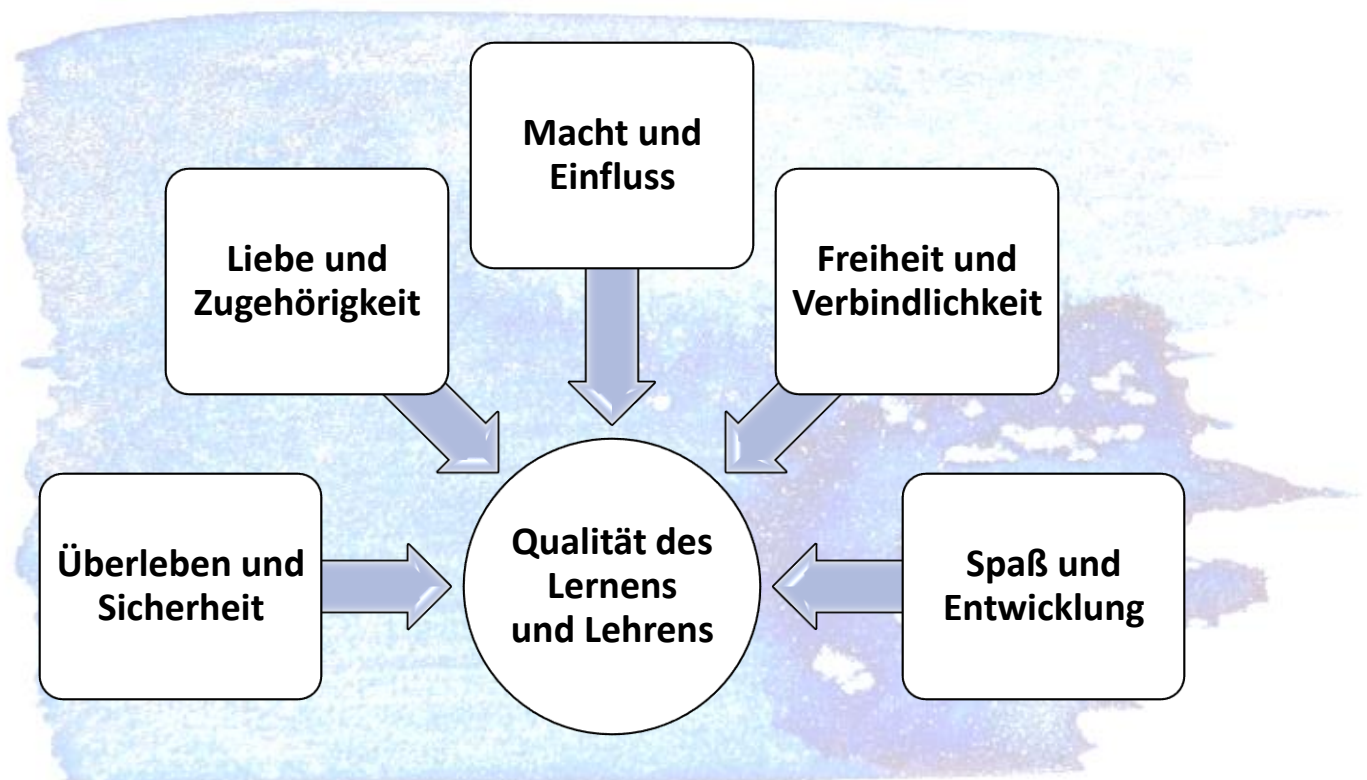 Macht und
Einfluss
Liebe und
Zugehörigkeit
Freiheit und
Verbindlichkeit
Überleben und
Sicherheit
Qualität des
Lernens
und Lehrens
Spaß und
Entwicklung